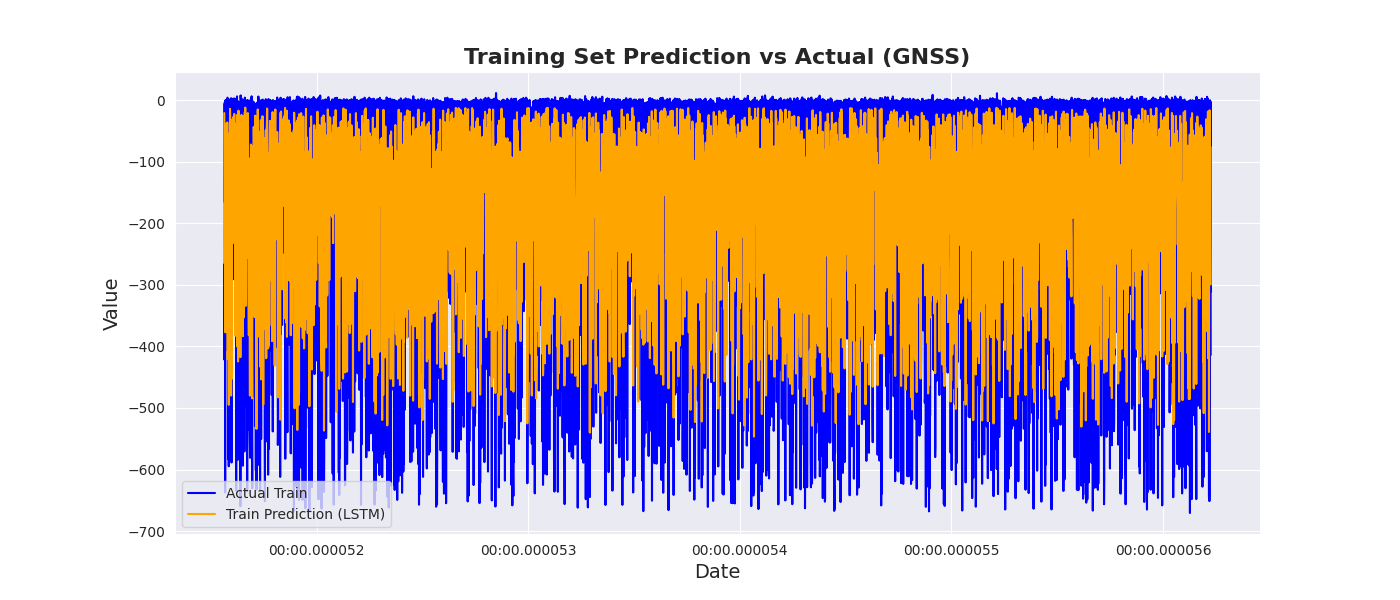 Training Set Prediction vs Actual (GNSS)
Value
0
−100
−200
−300
−400
−500
−600
−700
Actual Train
Train Prediction (LSTM)
00:00.000052 00:00.000053 00:00.000054 00:00.000055 00:00.000056
Date